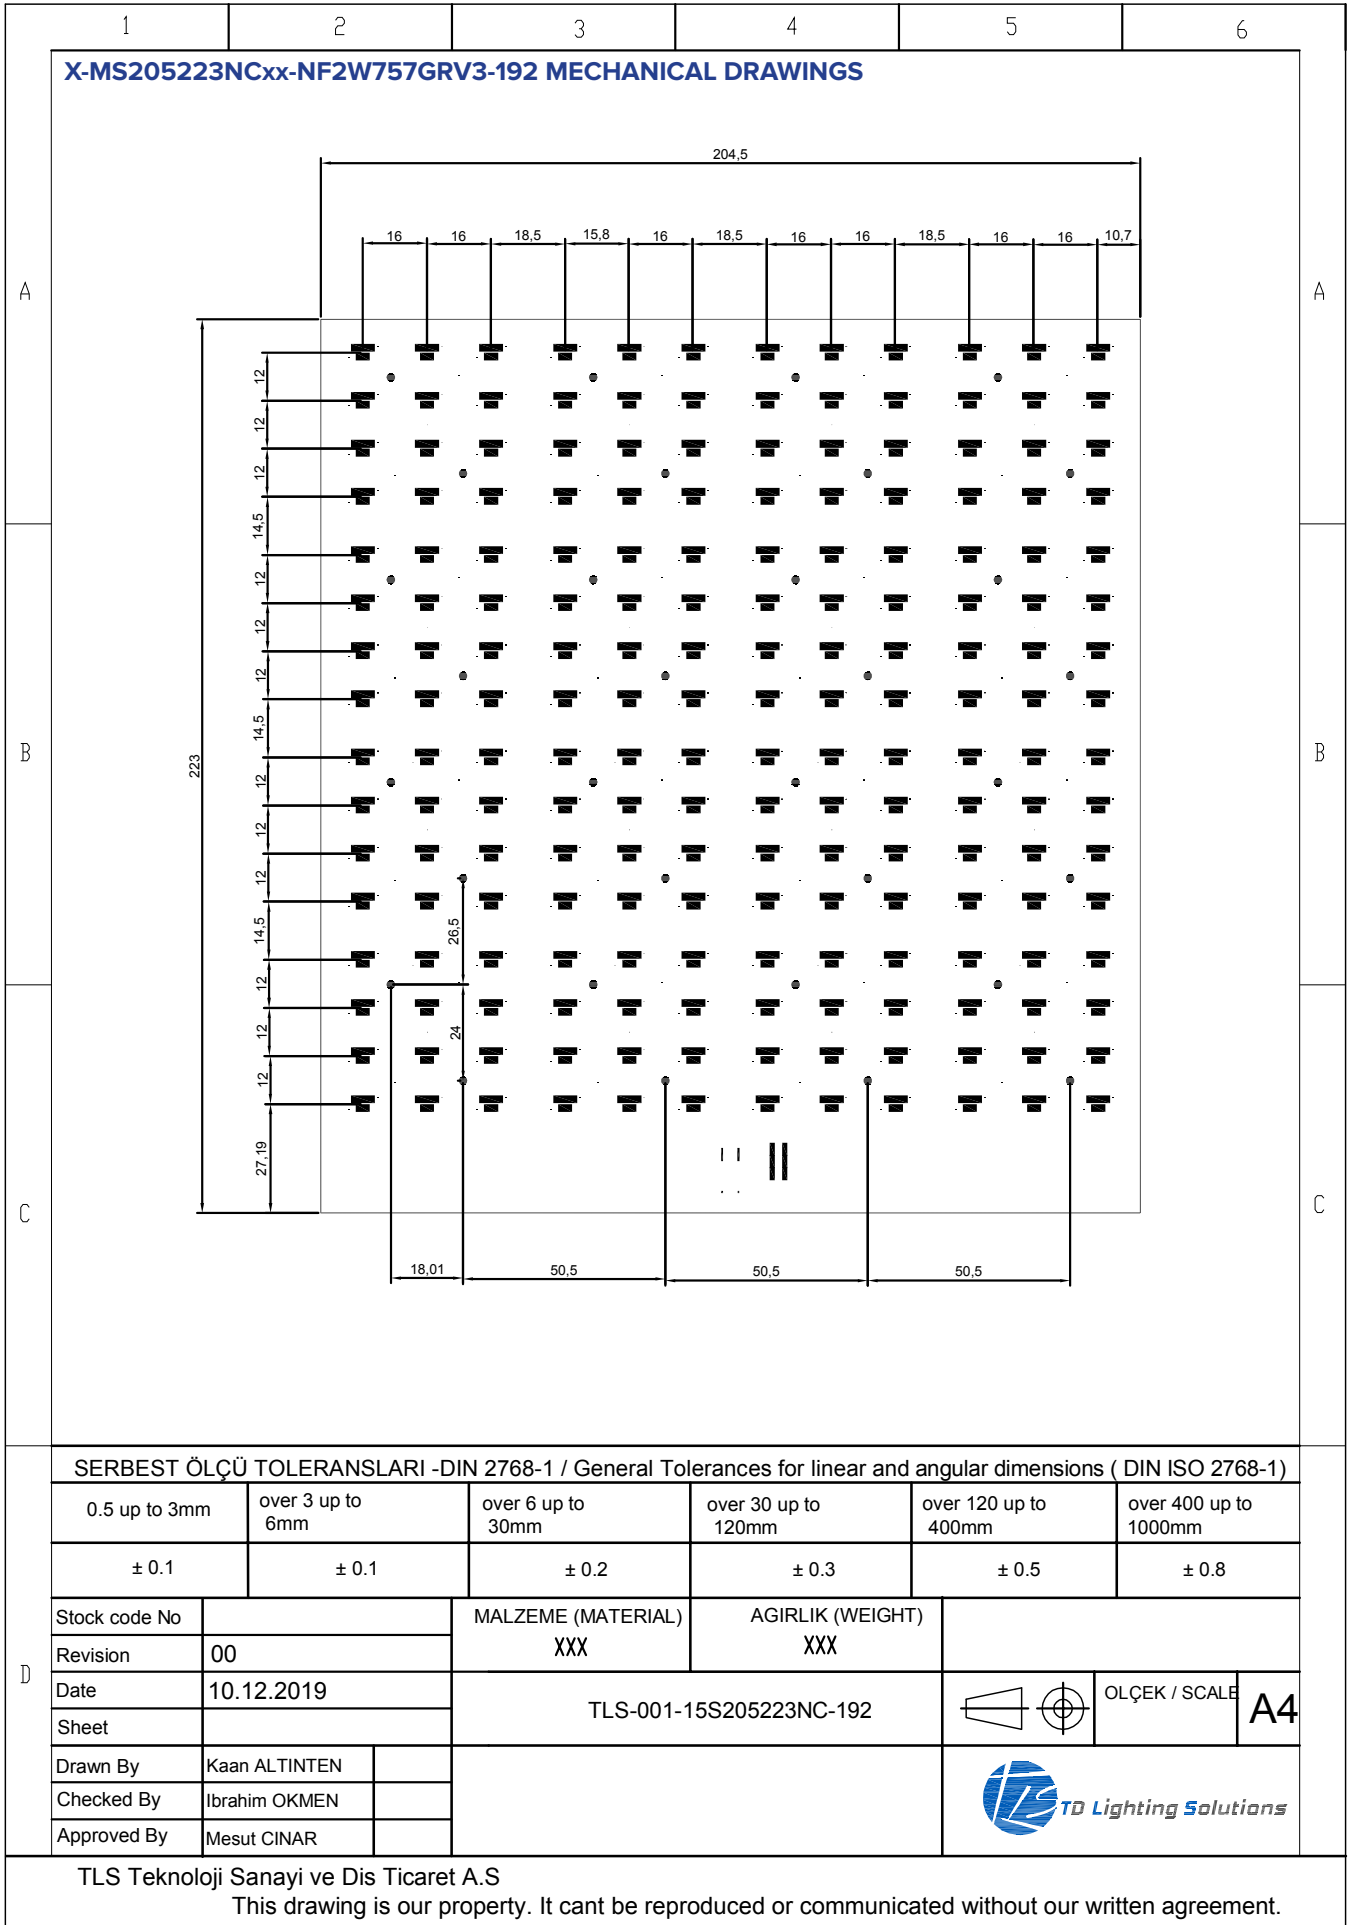 1 2 3 4 5 6
X-MS205223NCxx-NF2W757GRV3-192 MECHANICAL DRAWINGS
204,5
16 16 18,5 15,8 16 18,5 16 16 18,5 16 16 10,7
A A
12
12
12
14,5
12
12
12
14,5
B B
223
12
12
12
14,5
26,5
12
12
24
12
27,19
C C
18,01 50,5 50,5 50,5
SERBEST ÖLÇÜ TOLERANSLARI -DIN 2768-1 / General Tolerances for linear and angular dimensions ( DIN ISO 2768-1)
0.5 up to 3mm
over 3 up to
6mm
over 6 up to
30mm
over 30 up to
120mm
over 120 up to
400mm
over 400 up to
1000mm
± 0.1 ± 0.1 ± 0.2 ± 0.3 ± 0.5 ± 0.8
Stock code No
MALZEME (MATERIAL)
XXX
AGIRLIK (WEIGHT)
XXX
Revision 00
D
Date 10.12.2019
TLS-001-15S205223NC-192
OLÇEK / SCALE
A4
Sheet
Drawn By Kaan ALTINTEN
Checked By Ibrahim OKMEN
Approved By Mesut CINAR
TLS
TD Lighting Solutions
TLS Teknoloji Sanayi ve Dis Ticaret A.S
This drawing is our property. It cant be reproduced or communicated without our written agreement.